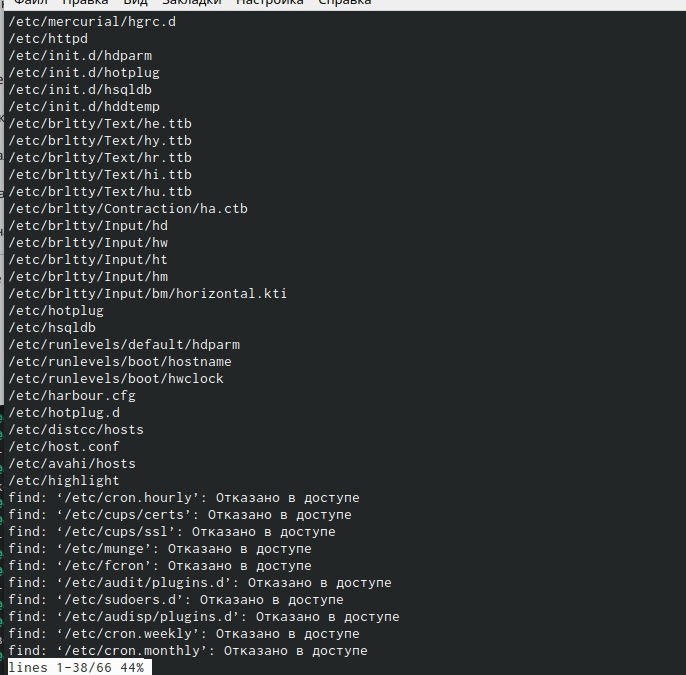 Файл Правка Вид Закладки Настройка Справка
/etc/mercurial/hgrc.d
/etc/httpd
/etc/init.d/hdparm
/etc/init.d/hotplug
/etc/init.d/hsqldb
/etc/init.d/hddtemp
/etc/brltty/Text/he.ttb
/etc/brltty/Text/hy.ttb
/etc/brltty/Text/hr.ttb
/etc/brltty/Text/hi.ttb
/etc/brltty/Text/hu.ttb
/etc/brltty/Contraction/ha.ctb
/etc/brltty/Input/hd
/etc/brltty/Input/hw
/etc/brltty/Input/ht
/etc/brltty/Input/hm
/etc/brltty/Input/bm/horizontal.kti
/etc/hotplug
/etc/hsqldb
/etc/runlevels/default/hdparm
/etc/runlevels/boot/hostname
/etc/runlevels/boot/hwclock
/etc/harbour.cfg
/etc/hotplug.d
/etc/distcc/hosts
/etc/host.conf
/etc/avahi/hosts
/etc/highlight
find: ‘/etc/cron.hourly’: Отказано в доступе
find: ‘/etc/cups/certs’: Отказано в доступе
find: ‘/etc/cups/ssl’: Отказано в доступе
find: ‘/etc/munge’: Отказано в доступе
find: ‘/etc/fcron’: Отказано в доступе
find: ‘/etc/audit/plugins.d’: Отказано в доступе
find: ‘/etc/sudoers.d’: Отказано в доступе
find: ‘/etc/audisp/plugins.d’: Отказано в доступе
find: ‘/etc/cron.weekly’: Отказано в доступе
find: ‘/etc/cron.monthly’: Отказано в доступе
lines 1-38/66 44%